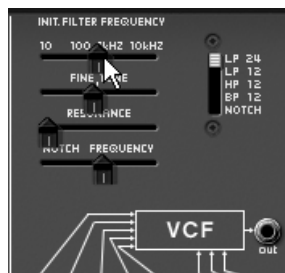 INIT. FILTER FREQUENCY
10 100 1kHZ 10kHZ
FINE TUNE
RESONANCE
NOTCH FREQUENCY
LP 24
LP 12
HP 12
BP 12
NOTCH
VCF
OUT